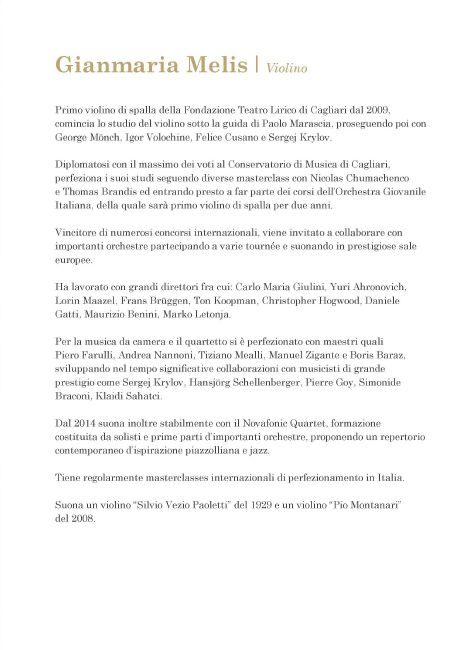 Gianmaria Melis | Violino
Primo violino di spalla della Fondazione Teatro Lirico di Cagliari dal 2009,
comincia lo studio del violino sotto la guida di Paolo Marascia, proseguendo poi con
George Mönch, Igor Volochine, Felice Cusano e Sergej Krylov.
Diplomatosi con il massimo dei voti al Conservatorio di Musica di Cagliari,
perfeziona i suoi studi seguendo diverse masterclass con Nicolas Chumachenco
e Thomas Brandis ed entrando presto a far parte dei corsi dell'Orchestra Giovanile
Italiana, della quale sarà primo violino di spalla per due anni.
Vincitore di numerosi concorsi internazionali, viene invitato a collaborare con
importanti orchestre partecipando a varie tournée e suonando in prestigiose sale
europee.
Ha lavorato con grandi direttori fra cui: Carlo Maria Giulini, Yuri Ahronovich,
Lorin Maazel, Frans Brüggen, Ton Koopman, Christopher Hogwood, Daniele
Gatti, Maurizio Benini, Marko Letonja.
Per la musica da camera e il quartetto si è perfezionato con maestri quali
Piero Farulli, Andrea Nannoni, Tiziano Mealli, Manuel Zigante e Boris Baraz,
sviluppando nel tempo significative collaborazioni con musicisti di grande
prestigio come Sergej Krylov, Hansjörg Schellenberger, Pierre Goy, Simonide
Braconi, Klaidi Sahatci.
Dal 2014 suona inoltre stabilmente con il Novafonic Quartet, formazione
costituita da solisti e prime parti d'importanti orchestre, proponendo un repertorio
contemporaneo d'ispirazione piazzolliana e jazz.
Tiene regolarmente masterclasses internazionali di perfezionamento in Italia.
Suona un violino “Silvio Vezio Paoletti” del 1929 e un violino “Pio Montanari”
del 2008.